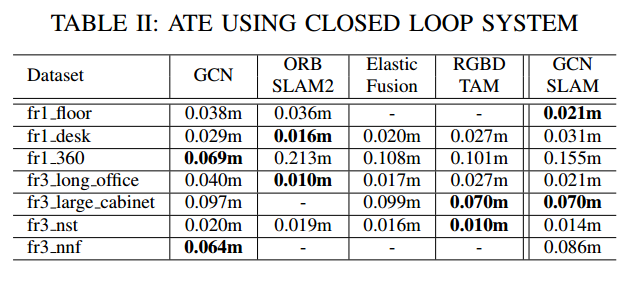 TABLE II: ATE USING CLOSED LOOP SYSTEM
Dataset GCN ORB SLAM2 Elastic Fusion RGBD TAM GCN SLAM
fr1_floor 0.038m 0.036m - - 0.021m
fr1_desk 0.029m 0.016m 0.020m 0.027m 0.031m
fr1_360 0.069m 0.213m 0.108m 0.101m 0.155m
fr3_long_office 0.040m 0.010m 0.017m 0.027m 0.021m
fr3_large_cabinet 0.097m - 0.099m 0.070m 0.070m
fr3_nst 0.020m 0.019m 0.016m 0.010m 0.014m
fr3_nnf 0.064m - - - 0.086m